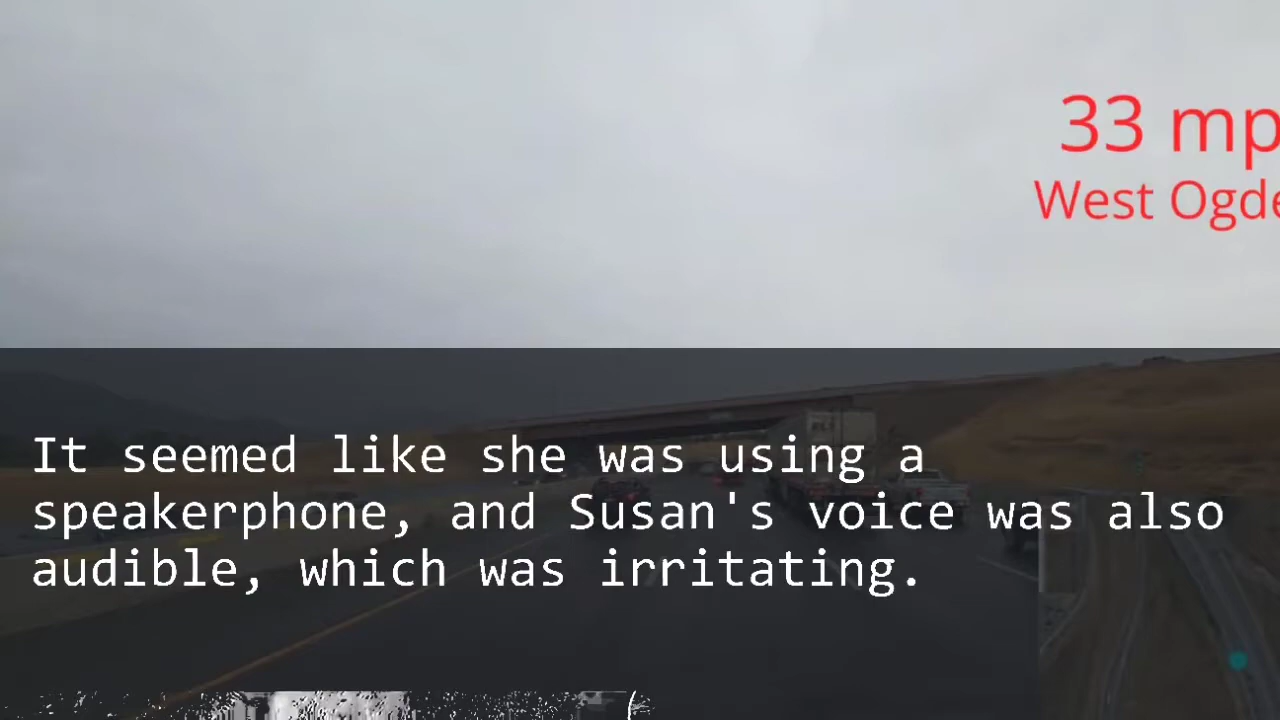 33 mp
West Ogde
It seemed like she was using a
speakerphone, and Susan's voice was also
audible, which was irritating.